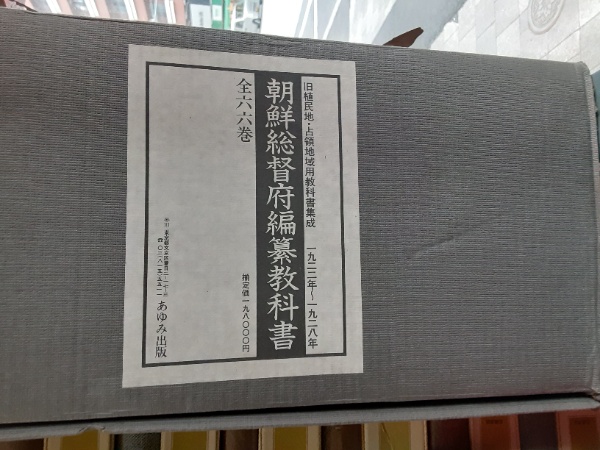 旧植民地・占領地域用教科書集成 一九二二年~一九二八年
朝鮮総督府編纂教科書
全六六巻
揃定価一九八〇〇〇円
あゆみ出版